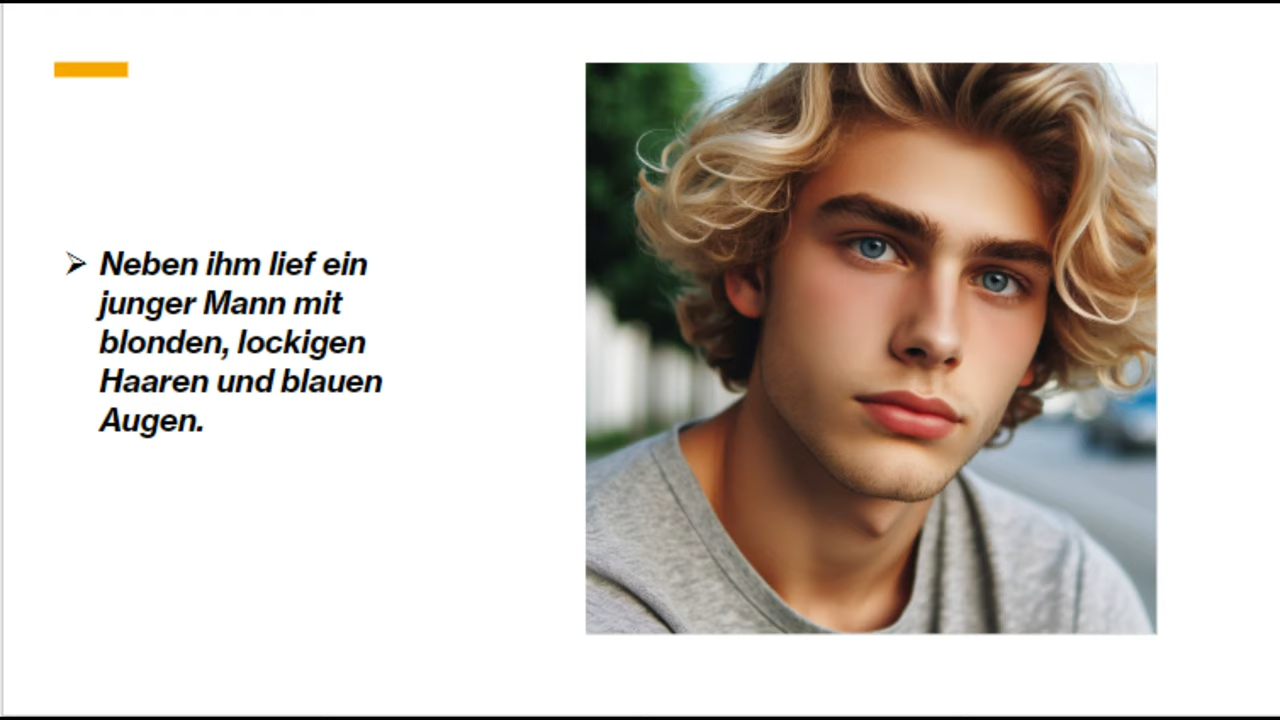 Neben ihm lief ein
junger Mann mit
blonden, lockigen
Haaren und blauen
Augen.